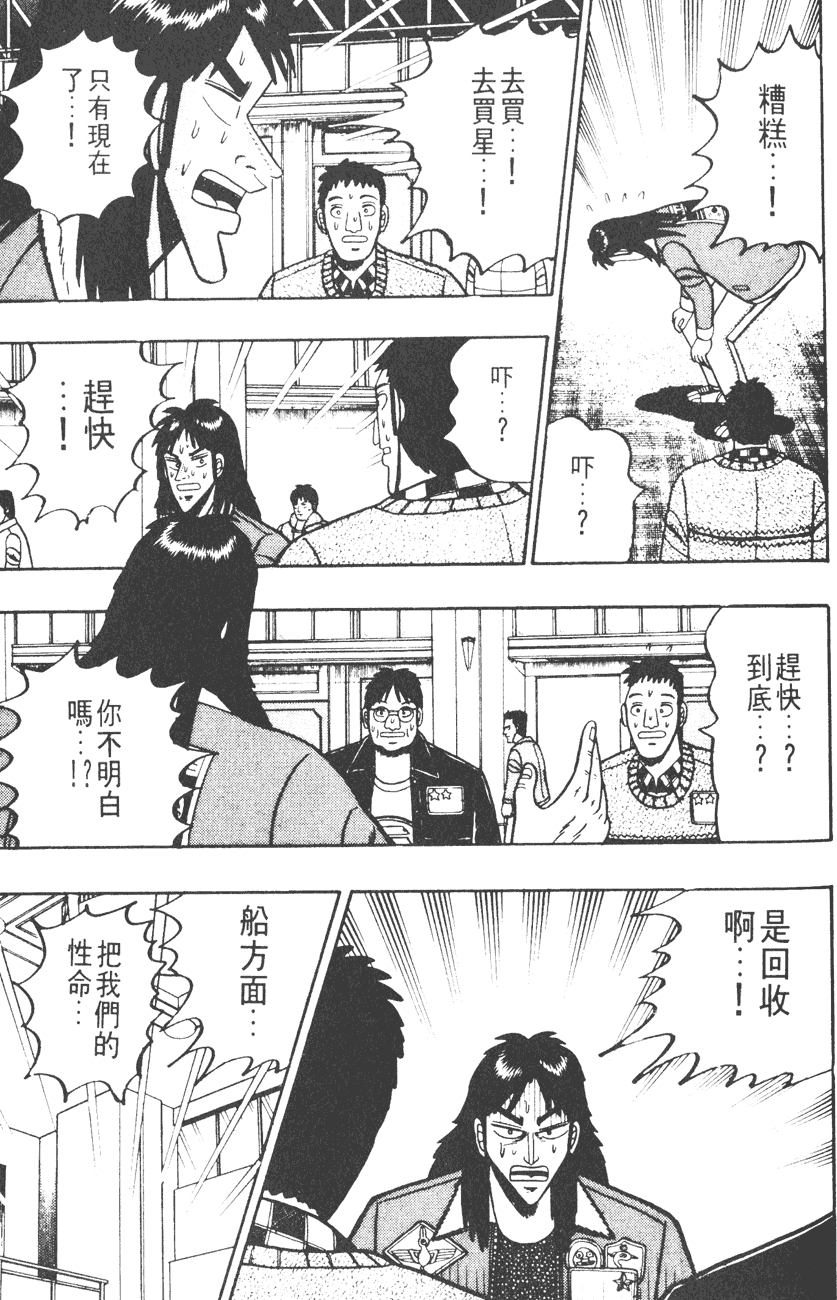 糟糕…！
吓…？
去買…！
去買星…！
只有現在
了…！
吓…？
趕快
…！
趕快…？
到底…？
你不明白
嗎…⁉
是回收
啊…！
船方面…
把我們的
性命…